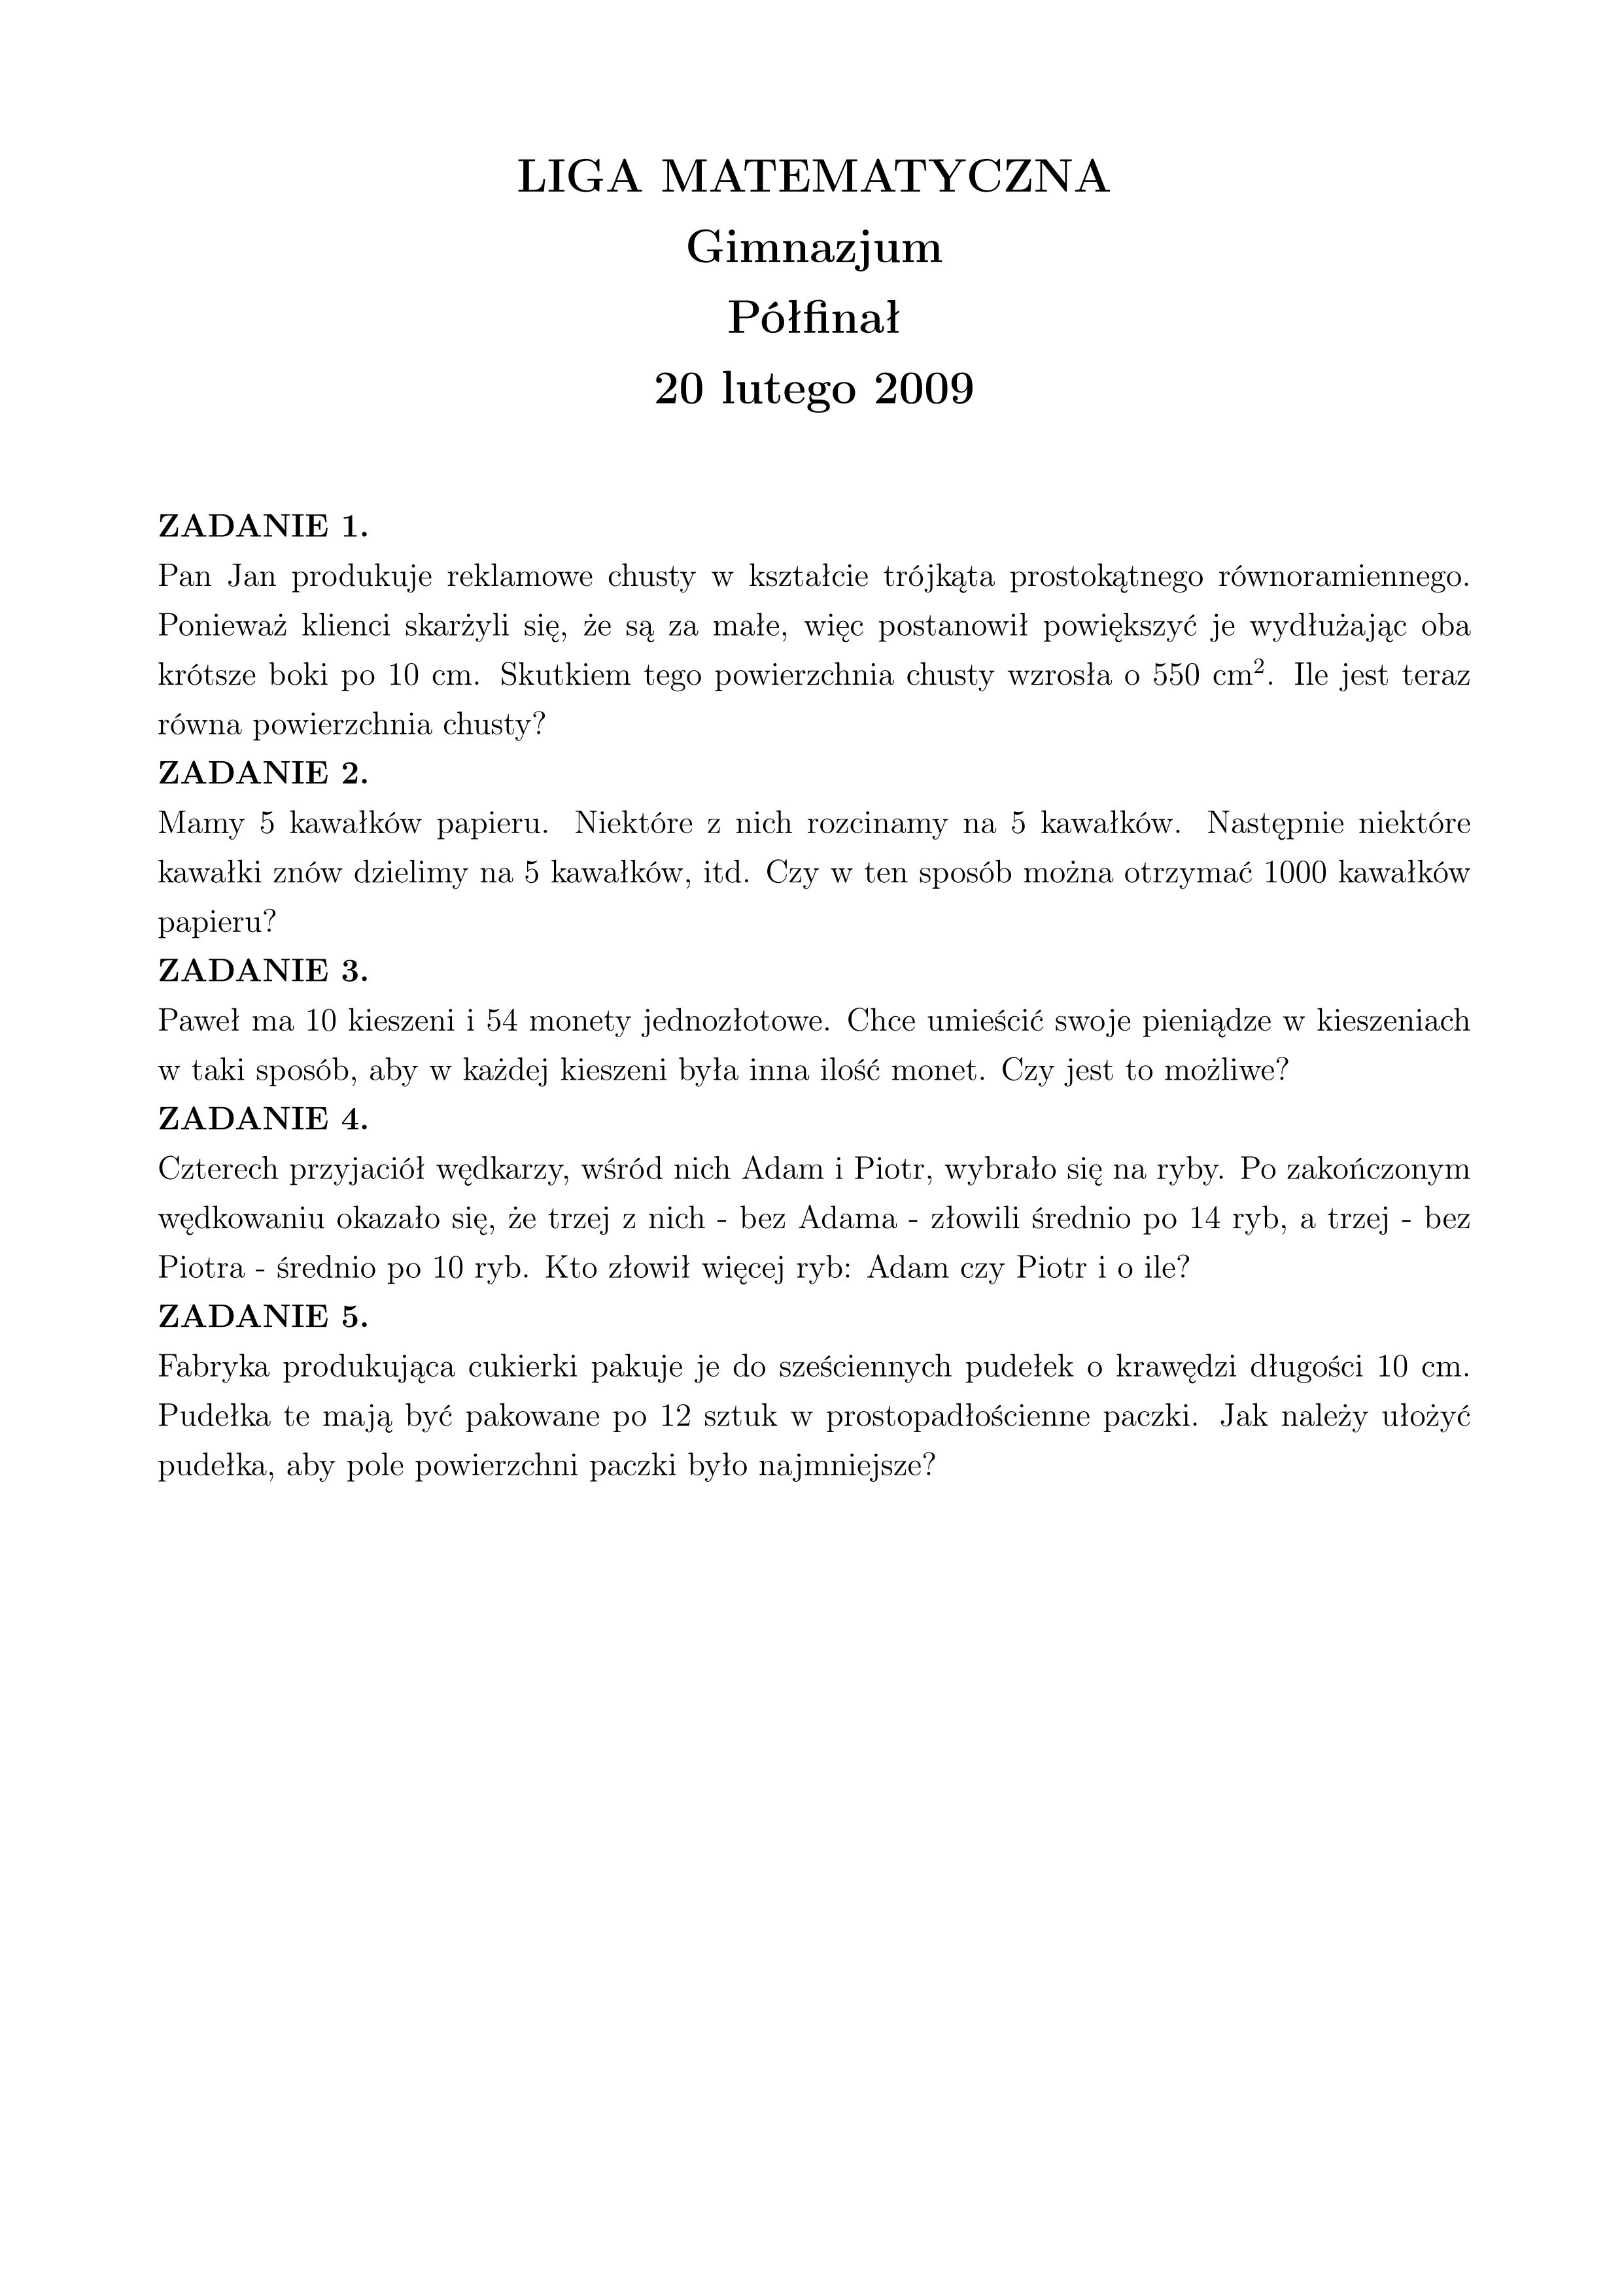 LIGA MATEMATYCZNA
Gimnazjum
Półfinał
20 lutego 2009
ZADANIE 1.
Pan Jan produkuje reklamowe chusty w kształcie trójkąta prostokątnego równoramiennego.
Ponieważ klienci skarżyli się, że są za małe, więc postanowił powiększyć je wydłużając oba
krótsze boki po 10 cm. Skutkiem tego powierzchnia chusty wzrosła o 550 cm². Ile jest teraz
równa powierzchnia chusty?
ZADANIE 2.
Mamy 5 kawałków papieru. Niektóre z nich rozcinamy na 5 kawałków. Następnie niektóre
kawałki znów dzielimy na 5 kawałków, itd. Czy w ten sposób można otrzymać 1000 kawałków
papieru?
ZADANIE 3.
Paweł ma 10 kieszeni i 54 monety jednozłotowe. Chce umieścić swoje pieniądze w kieszeniach
w taki sposób, aby w każdej kieszeni była inna ilość monet. Czy jest to możliwe?
ZADANIE 4.
Czterech przyjaciół wędkarzy, wśród nich Adam i Piotr, wybrało się na ryby. Po zakończonym
wędkowaniu okazało się, że trzej z nich - bez Adama - złowili średnio po 14 ryb, a trzej - bez
Piotra - średnio po 10 ryb. Kto złowił więcej ryb: Adam czy Piotr i o ile?
ZADANIE 5.
Fabryka produkująca cukierki pakuje je do sześciennych pudełek o krawędzi długości 10 cm.
Pudełka te mają być pakowane po 12 sztuk w prostopadłościenne paczki. Jak należy ułożyć
pudełka, aby pole powierzchni paczki było najmniejsze?